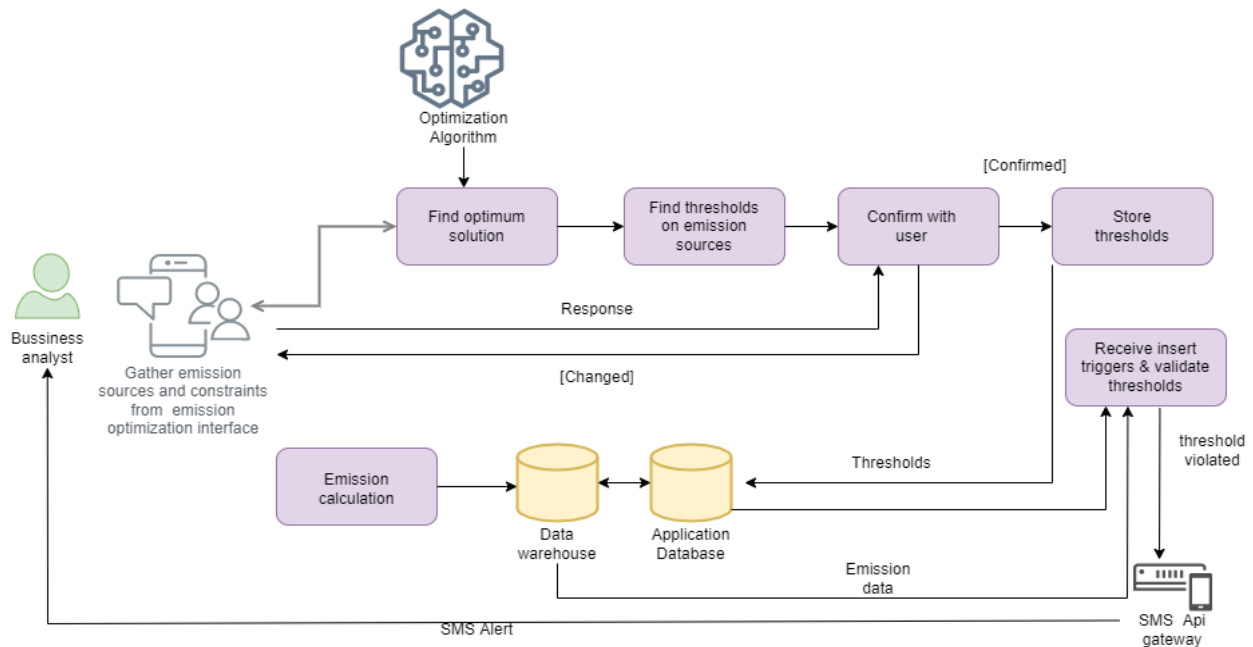 Optimization
Algorithm
[Confirmed]
Find optimum
solution
Find thresholds
on emission
sources
Confirm with
user
Store
thresholds
Response
Bussiness
analyst
Gather emission
sources and constraints
from emission
optimization interface
[Changed]
Receive insert
triggers & validate
thresholds
threshold
violated
Emission
calculation
Thresholds
Data
warehouse
Application
Database
Emission
data
SMS Alert
SMS Api
gateway